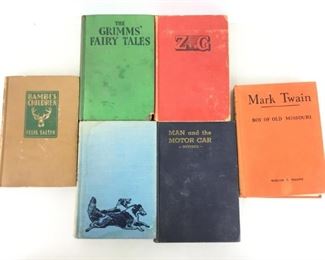 THE
GRIMMS'
FAIRY TALES
BAMBI'S
CHILDREN
FELIX SALTEN
MAN and the
MOTOR CAR
Mark Twain
BOY OF OLD MISSOURI